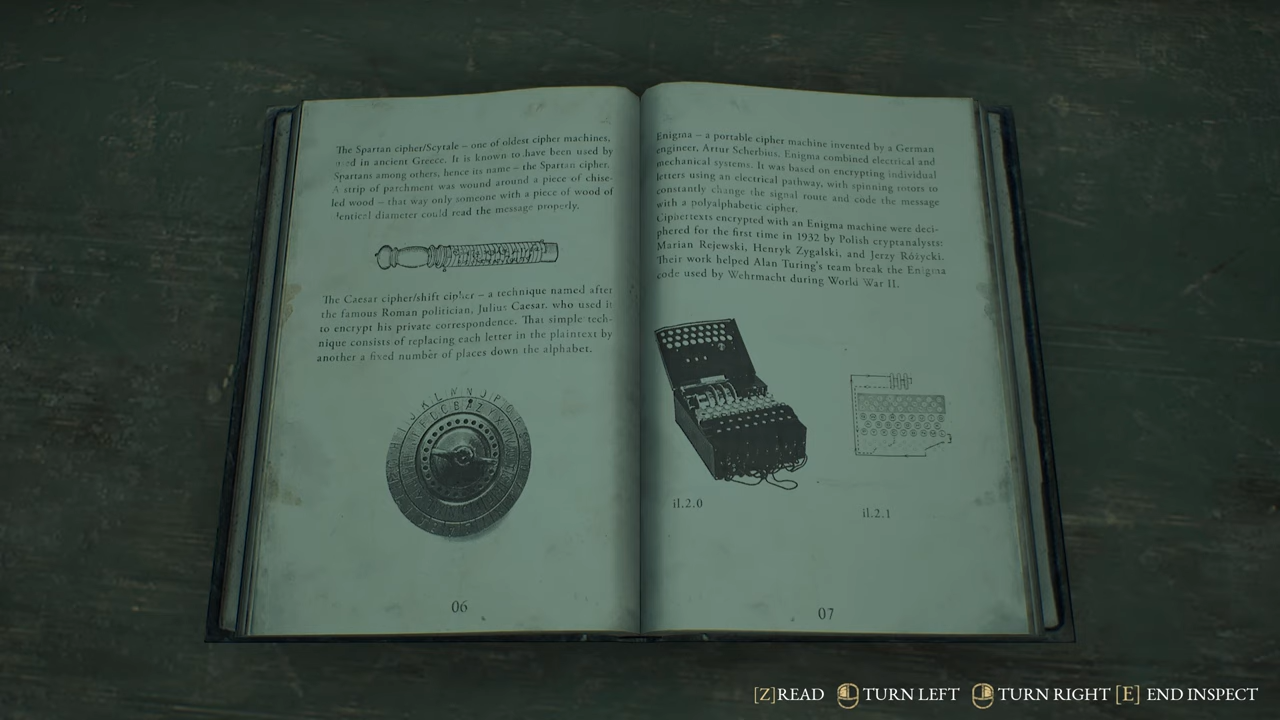 The Spartan cipher/Scytale – one of oldest cipher machines,
used in ancient Greece. It is known to have been used by
Spartans among others, hence its name – the Spartan cipher.
A strip of parchment was wound around a piece of chise-
led wood – that way only someone with a piece of wood of
identical diameter could read the message properly.
The Caesar cipher/shift cipher – a technique named after
the famous Roman politician, Julius Caesar, who used it
to encrypt his private correspondence. That simple tech-
nique consists of replacing each letter in the plaintext by
another a fixed number of places down the alphabet.
06
Enigma – a portable cipher machine invented by a German
engineer, Artur Scherbius. Enigma combined electrical and
mechanical systems. It was based on encrypting individual
letters using an electrical pathway, with spinning rotors to
constantly change the signal route and code the message
with a polyalphabetic cipher.
Ciphertexts encrypted with an Enigma machine were deci-
phered for the first time in 1932 by Polish cryptanalysts:
Marian Rejewski, Henryk Zygalski, and Jerzy Różycki.
Their work helped Alan Turing's team break the Enigma
code used by Wehrmacht during World War II.
il.2.0
il.2.1
07
[Z]READ TURN LEFT TURN RIGHT [E] END INSPECT